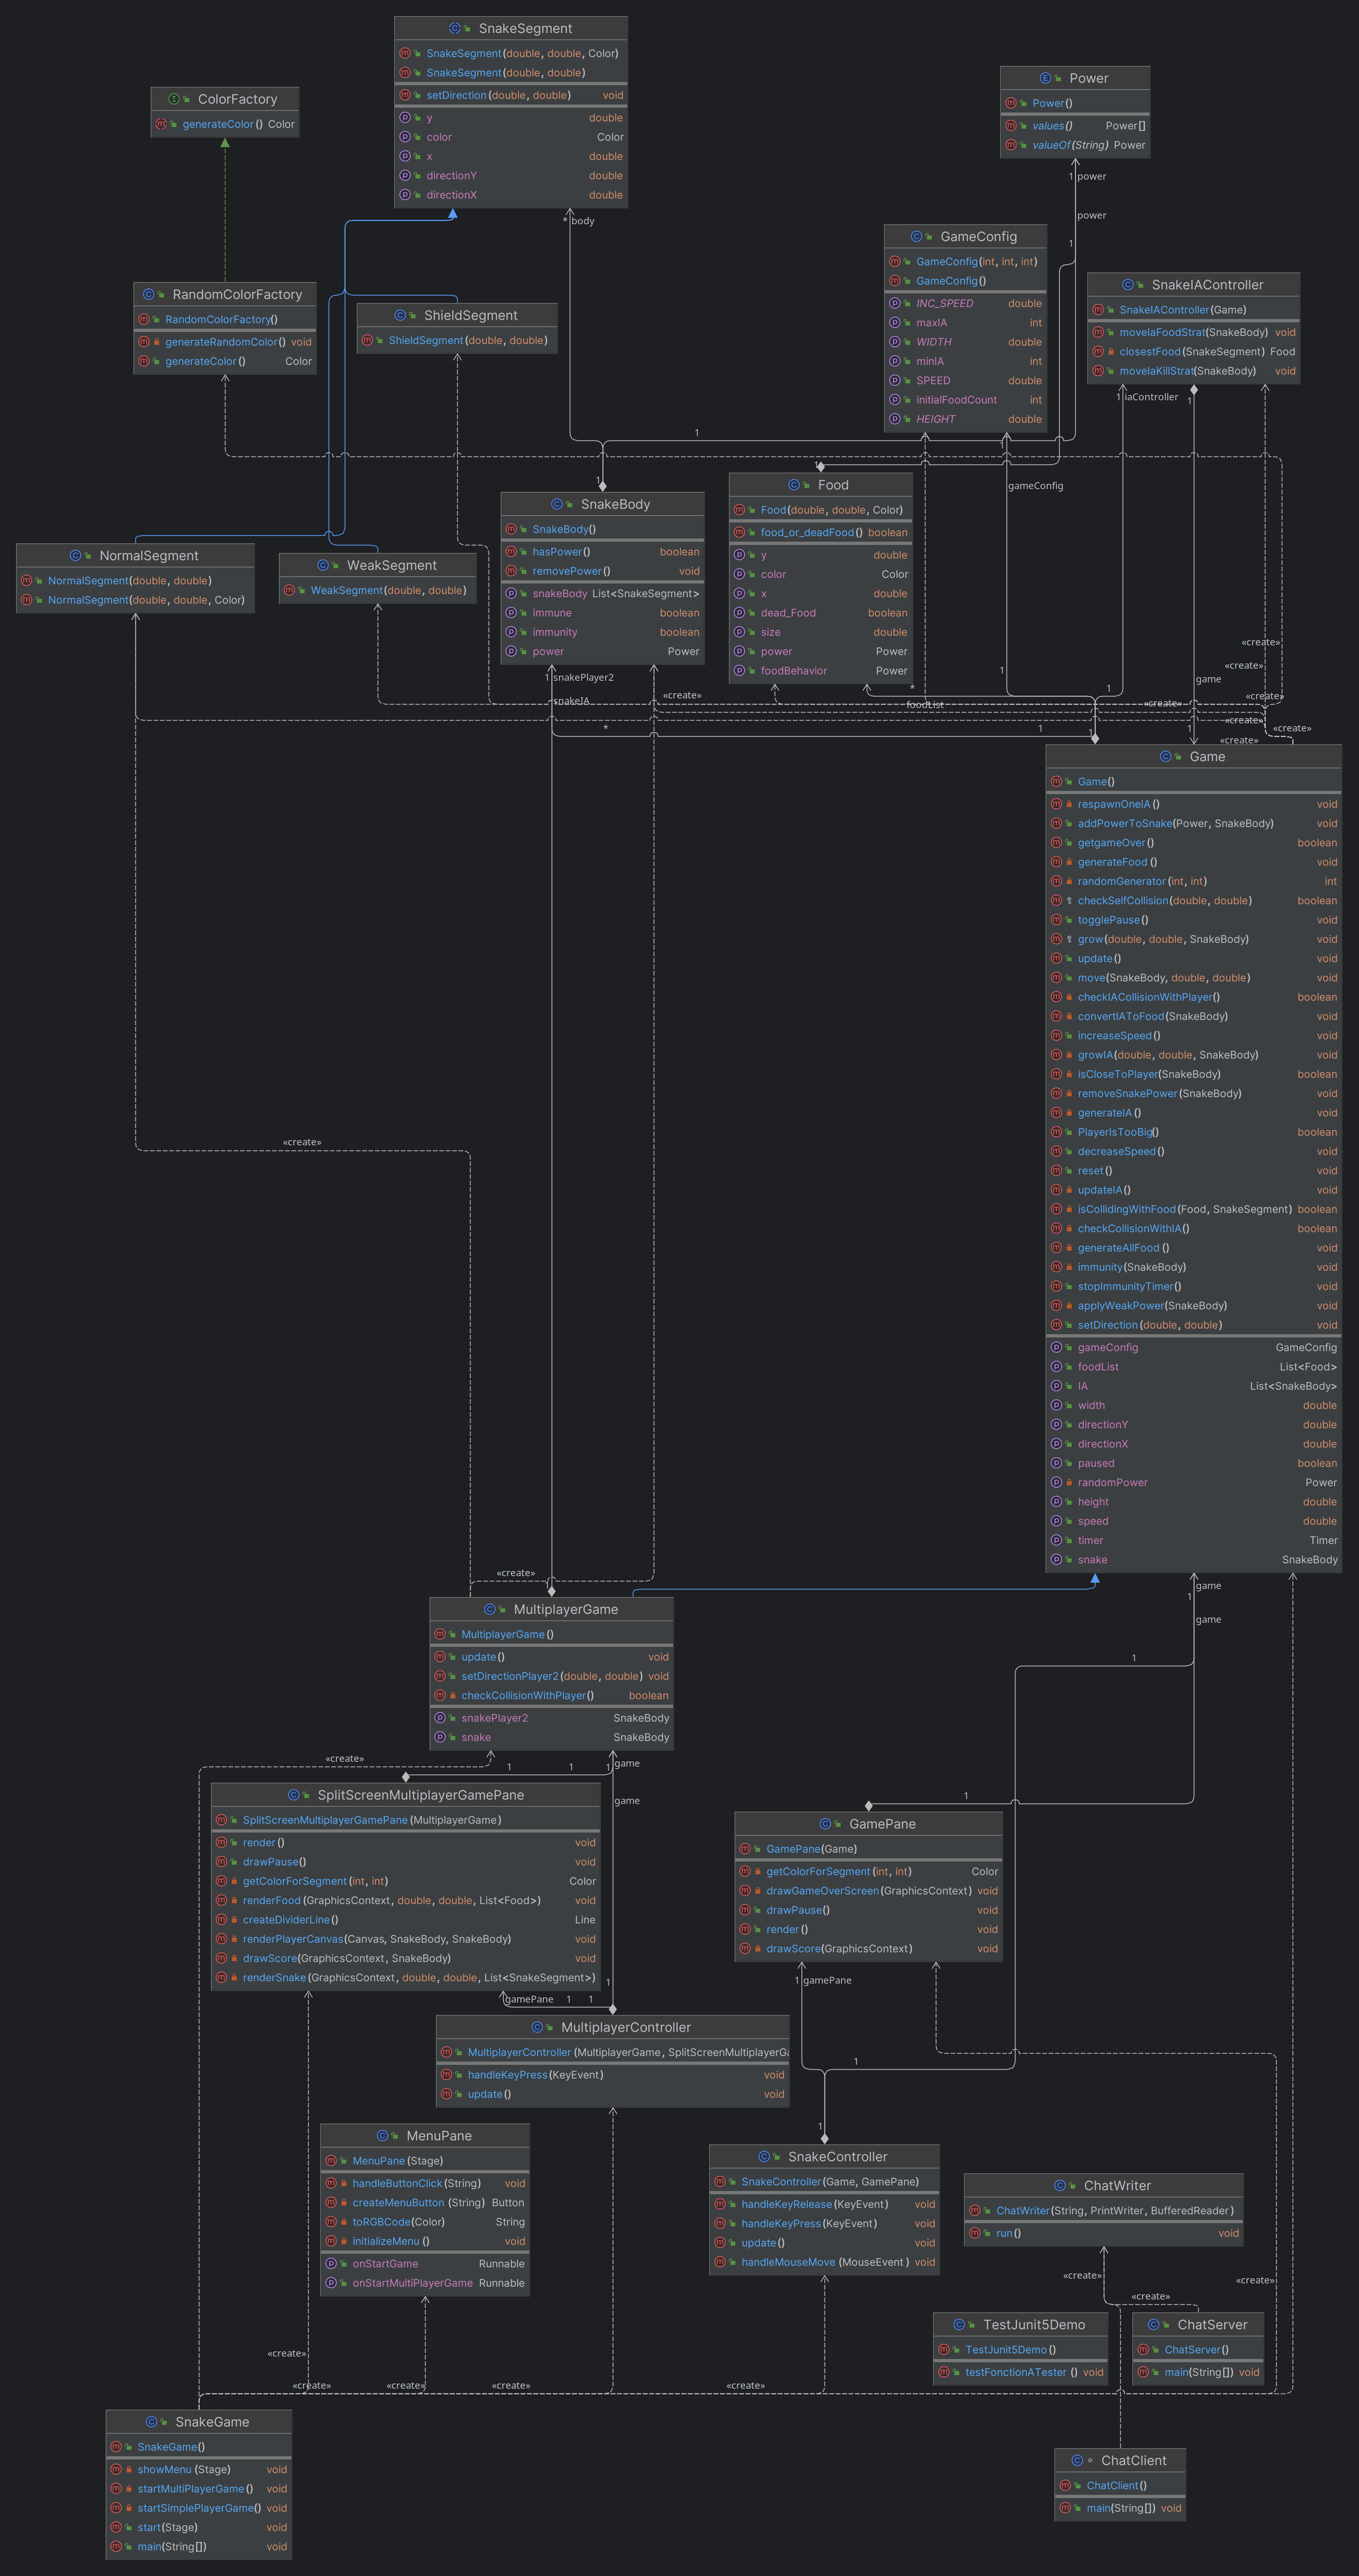 SnakeSegment
SnakeSegment(double, double, Color)
SnakeSegment(double, double)
setDirection(double, double) void
y double
color Color
x double
directionY double
directionX double
Power
Power()
values() Power[]
valueOf(String) Power
ColorFactory
generateColor() Color
1 power
power
* body
1
GameConfig
GameConfig(int, int, int)
GameConfig()
INC_SPEED double
maxIA int
WIDTH double
minIA int
SPEED double
initialFoodCount int
HEIGHT double
SnakeIAController
SnakeIAController(Game)
moveIaFoodStrat(SnakeBody) void
closestFood(SnakeSegment) Food
moveIaKillStrat(SnakeBody) void
RandomColorFactory
RandomColorFactory()
generateRandomColor() void
generateColor() Color
ShieldSegment
ShieldSegment(double, double)
1 iaController
1
1
1
1
1
gameConfig
SnakeBody
SnakeBody()
hasPower() boolean
removePower() void
snakeBody List<SnakeSegment>
immune boolean
immunity boolean
power Power
Food
Food(double, double, Color)
food_or_deadFood() boolean
y double
color Color
x double
dead_Food boolean
size double
power Power
foodBehavior Power
NormalSegment
NormalSegment(double, double)
NormalSegment(double, double, Color)
WeakSegment
WeakSegment(double, double)
«create»
«create»
1
game
1 snakePlayer2
*
1
«create»
«create»
snakeIA
foodList
«create»
«create»
*
1
1
1
«create»
«create»
Game
Game()
respawnOneIA() void
addPowerToSnake(Power, SnakeBody) void
getgameOver() boolean
generateFood() void
randomGenerator(int, int) int
checkSelfCollision(double, double) boolean
togglePause() void
grow(double, double, SnakeBody) void
update() void
move(SnakeBody, double, double) void
checkIACollisionWithPlayer() boolean
convertIAToFood(SnakeBody) void
increaseSpeed() void
growIA(double, double, SnakeBody) void
isCloseToPlayer(SnakeBody) boolean
removeSnakePower(SnakeBody) void
generateIA() void
PlayerIsTooBig() boolean
decreaseSpeed() void
reset() void
updateIA() void
isCollidingWithFood(Food, SnakeSegment) boolean
checkCollisionWithIA() boolean
generateAllFood() void
immunity(SnakeBody) void
stopImmunityTimer() void
applyWeakPower(SnakeBody) void
setDirection(double, double) void
gameConfig GameConfig
foodList List<Food>
IA List<SnakeBody>
width double
directionY double
directionX double
paused boolean
randomPower Power
height double
speed double
timer Timer
snake SnakeBody
«create»
«create»
1
1 game
game
1
MultiplayerGame
MultiplayerGame()
update() void
setDirectionPlayer2(double, double) void
checkCollisionWithPlayer() boolean
snakePlayer2 SnakeBody
snake SnakeBody
«create»
1
1
1 game
game
1
SplitScreenMultiplayerGamePane
SplitScreenMultiplayerGamePane(MultiplayerGame)
render() void
drawPause() void
getColorForSegment(int, int) Color
renderFood(GraphicsContext, double, double, List<Food>) void
createDividerLine() Line
renderPlayerCanvas(Canvas, SnakeBody, SnakeBody) void
drawScore(GraphicsContext, SnakeBody) void
renderSnake(GraphicsContext, double, double, List<SnakeSegment>)
GamePane
GamePane(Game)
getColorForSegment(int, int) Color
drawGameOverScreen(GraphicsContext) void
drawPause() void
render() void
drawScore(GraphicsContext) void
1
1 gamePane
gamePane 1 1
MultiplayerController
MultiplayerController(MultiplayerGame, SplitScreenMultiplayerGa
handleKeyPress(KeyEvent) void
update() void
1
1
MenuPane
MenuPane(Stage)
handleButtonClick(String) void
createMenuButton(String) Button
toRGBCode(Color) String
initializeMenu() void
onStartGame Runnable
onStartMultiPlayerGame Runnable
SnakeController
SnakeController(Game, GamePane)
handleKeyRelease(KeyEvent) void
handleKeyPress(KeyEvent) void
update() void
handleMouseMove(MouseEvent) void
ChatWriter
ChatWriter(String, PrintWriter, BufferedReader)
run() void
«create»
«create»
«create»
TestJunit5Demo
TestJunit5Demo()
testFonctionATester() void
ChatServer
ChatServer()
main(String[]) void
«create»
«create»
«create»
«create»
«create»
SnakeGame
SnakeGame()
showMenu(Stage) void
startMultiPlayerGame() void
startSimplePlayerGame() void
start(Stage) void
main(String[]) void
ChatClient
ChatClient()
main(String[]) void